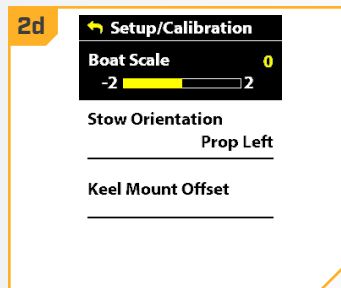 2d
Setup/Calibration
Boat Scale 0
-2 2
Stow Orientation
Prop Left
Keel Mount Offset